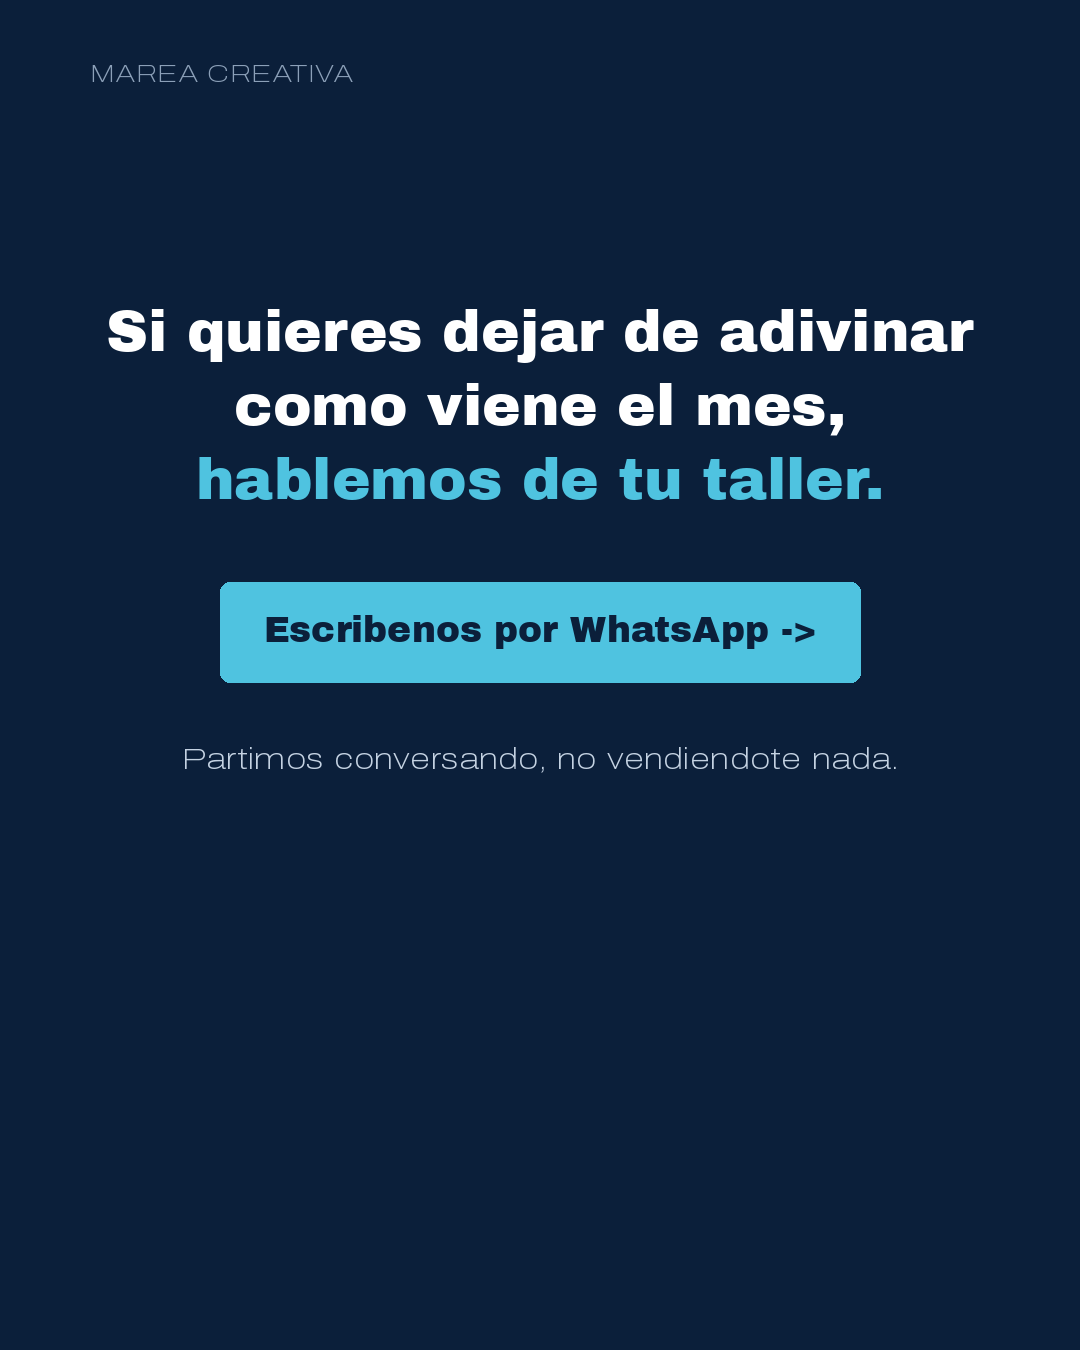 MAREA CREATIVA
Si quieres dejar de adivinar
como viene el mes,
hablemos de tu taller.
Escribenos por WhatsApp ->
Partimos conversando, no vendiendote nada.